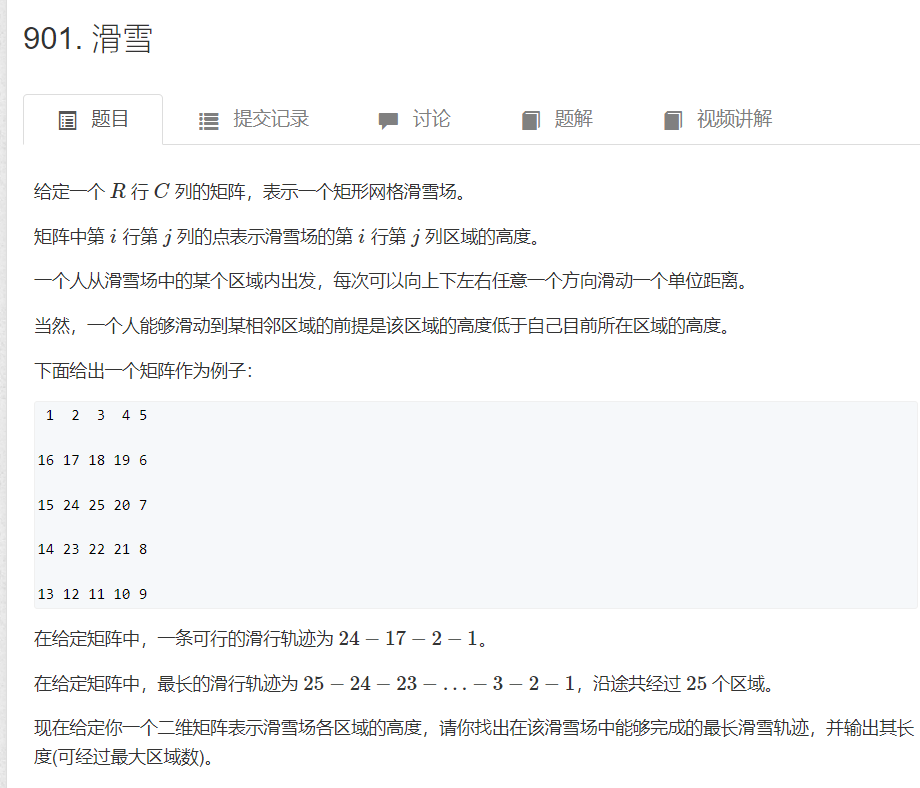 901. 滑雪
题目 提交记录 讨论 题解 视频讲解
给定一个 R 行 C 列的矩阵，表示一个矩形网格滑雪场。
矩阵中第 i 行第 j 列的点表示滑雪场的第 i 行第 j 列区域的高度。
一个人从滑雪场中的某个区域内出发，每次可以向上下左右任意一个方向滑动一个单位距离。
当然，一个人能够滑动到某相邻区域的前提是该区域的高度低于自己目前所在区域的高度。
下面给出一个矩阵作为例子：
1 2 3 4 5
16 17 18 19 6
15 24 25 20 7
14 23 22 21 8
13 12 11 10 9
在给定矩阵中，一条可行的滑行轨迹为 24 − 17 − 2 − 1。
在给定矩阵中，最长的滑行轨迹为 25 − 24 − 23 − … − 3 − 2 − 1，沿途共经过 25 个区域。
现在给定你一个二维矩阵表示滑雪场各区域的高度，请你找出在该滑雪场中能够完成的最长滑雪轨迹，并输出其长
度(可经过最大区域数)。